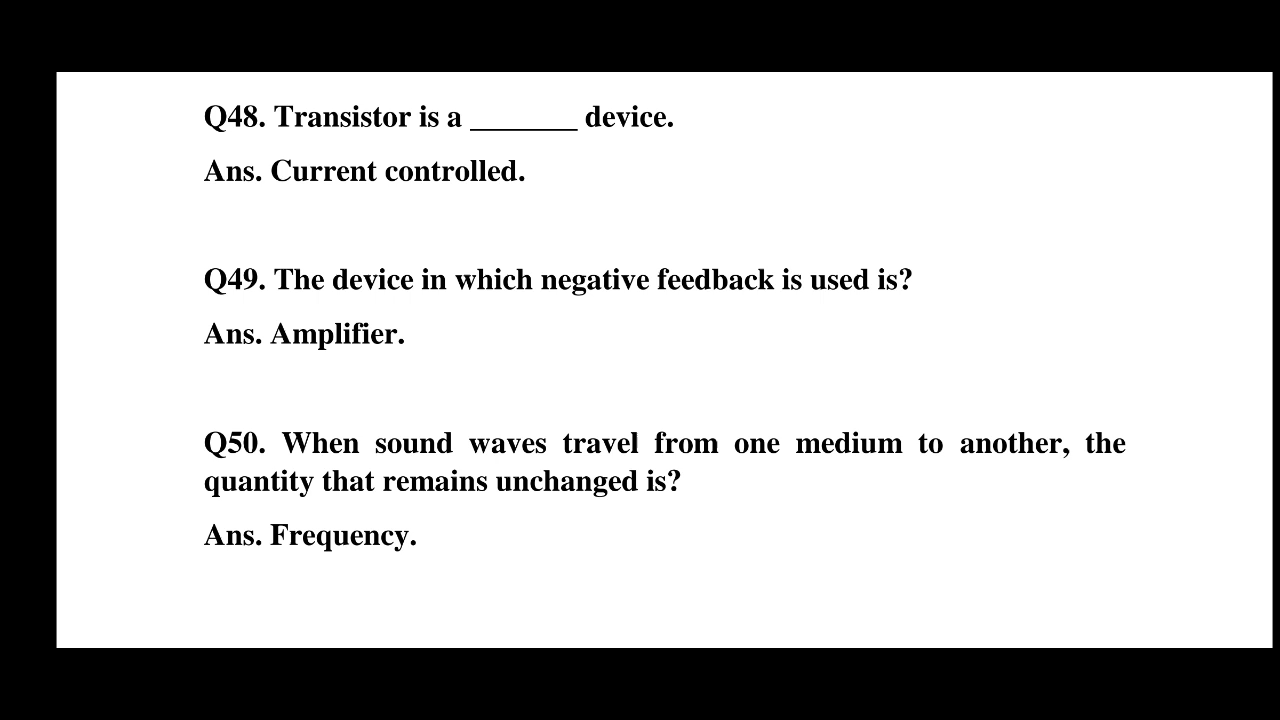 Q48. Transistor is a _______ device.
Ans. Current controlled.
Q49. The device in which negative feedback is used is?
Ans. Amplifier.
Q50. When sound waves travel from one medium to another, the
quantity that remains unchanged is?
Ans. Frequency.